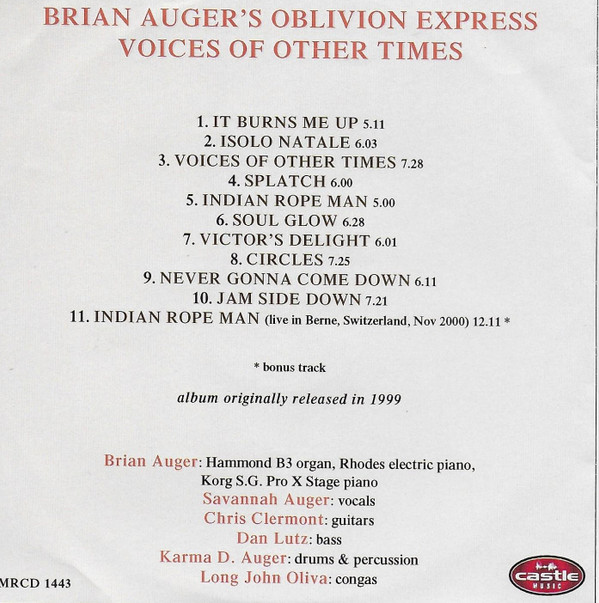 BRIAN AUGER'S OBLIVION EXPRESS
VOICES OF OTHER TIMES
1. IT BURNS ME UP 5.11
2. ISOLO NATALE 6.03
3. VOICES OF OTHER TIMES 7.28
4. SPLATCH 6.00
5. INDIAN ROPE MAN 5.00
6. SOUL GLOW 6.28
7. VICTOR'S DELIGHT 6.01
8. CIRCLES 7.25
9. NEVER GONNA COME DOWN 6.11
10. JAM SIDE DOWN 7.21
11. INDIAN ROPE MAN (live in Berne, Switzerland, Nov 2000) 12.11 *
* bonus track
album originally released in 1999
Brian Auger: Hammond B3 organ, Rhodes electric piano,
Korg S.G. Pro X Stage piano
Savannah Auger: vocals
Chris Clermont: guitars
Dan Lutz: bass
Karma D. Auger: drums & percussion
Long John Oliva: congas
MRCD 1443
castle
MUSIC